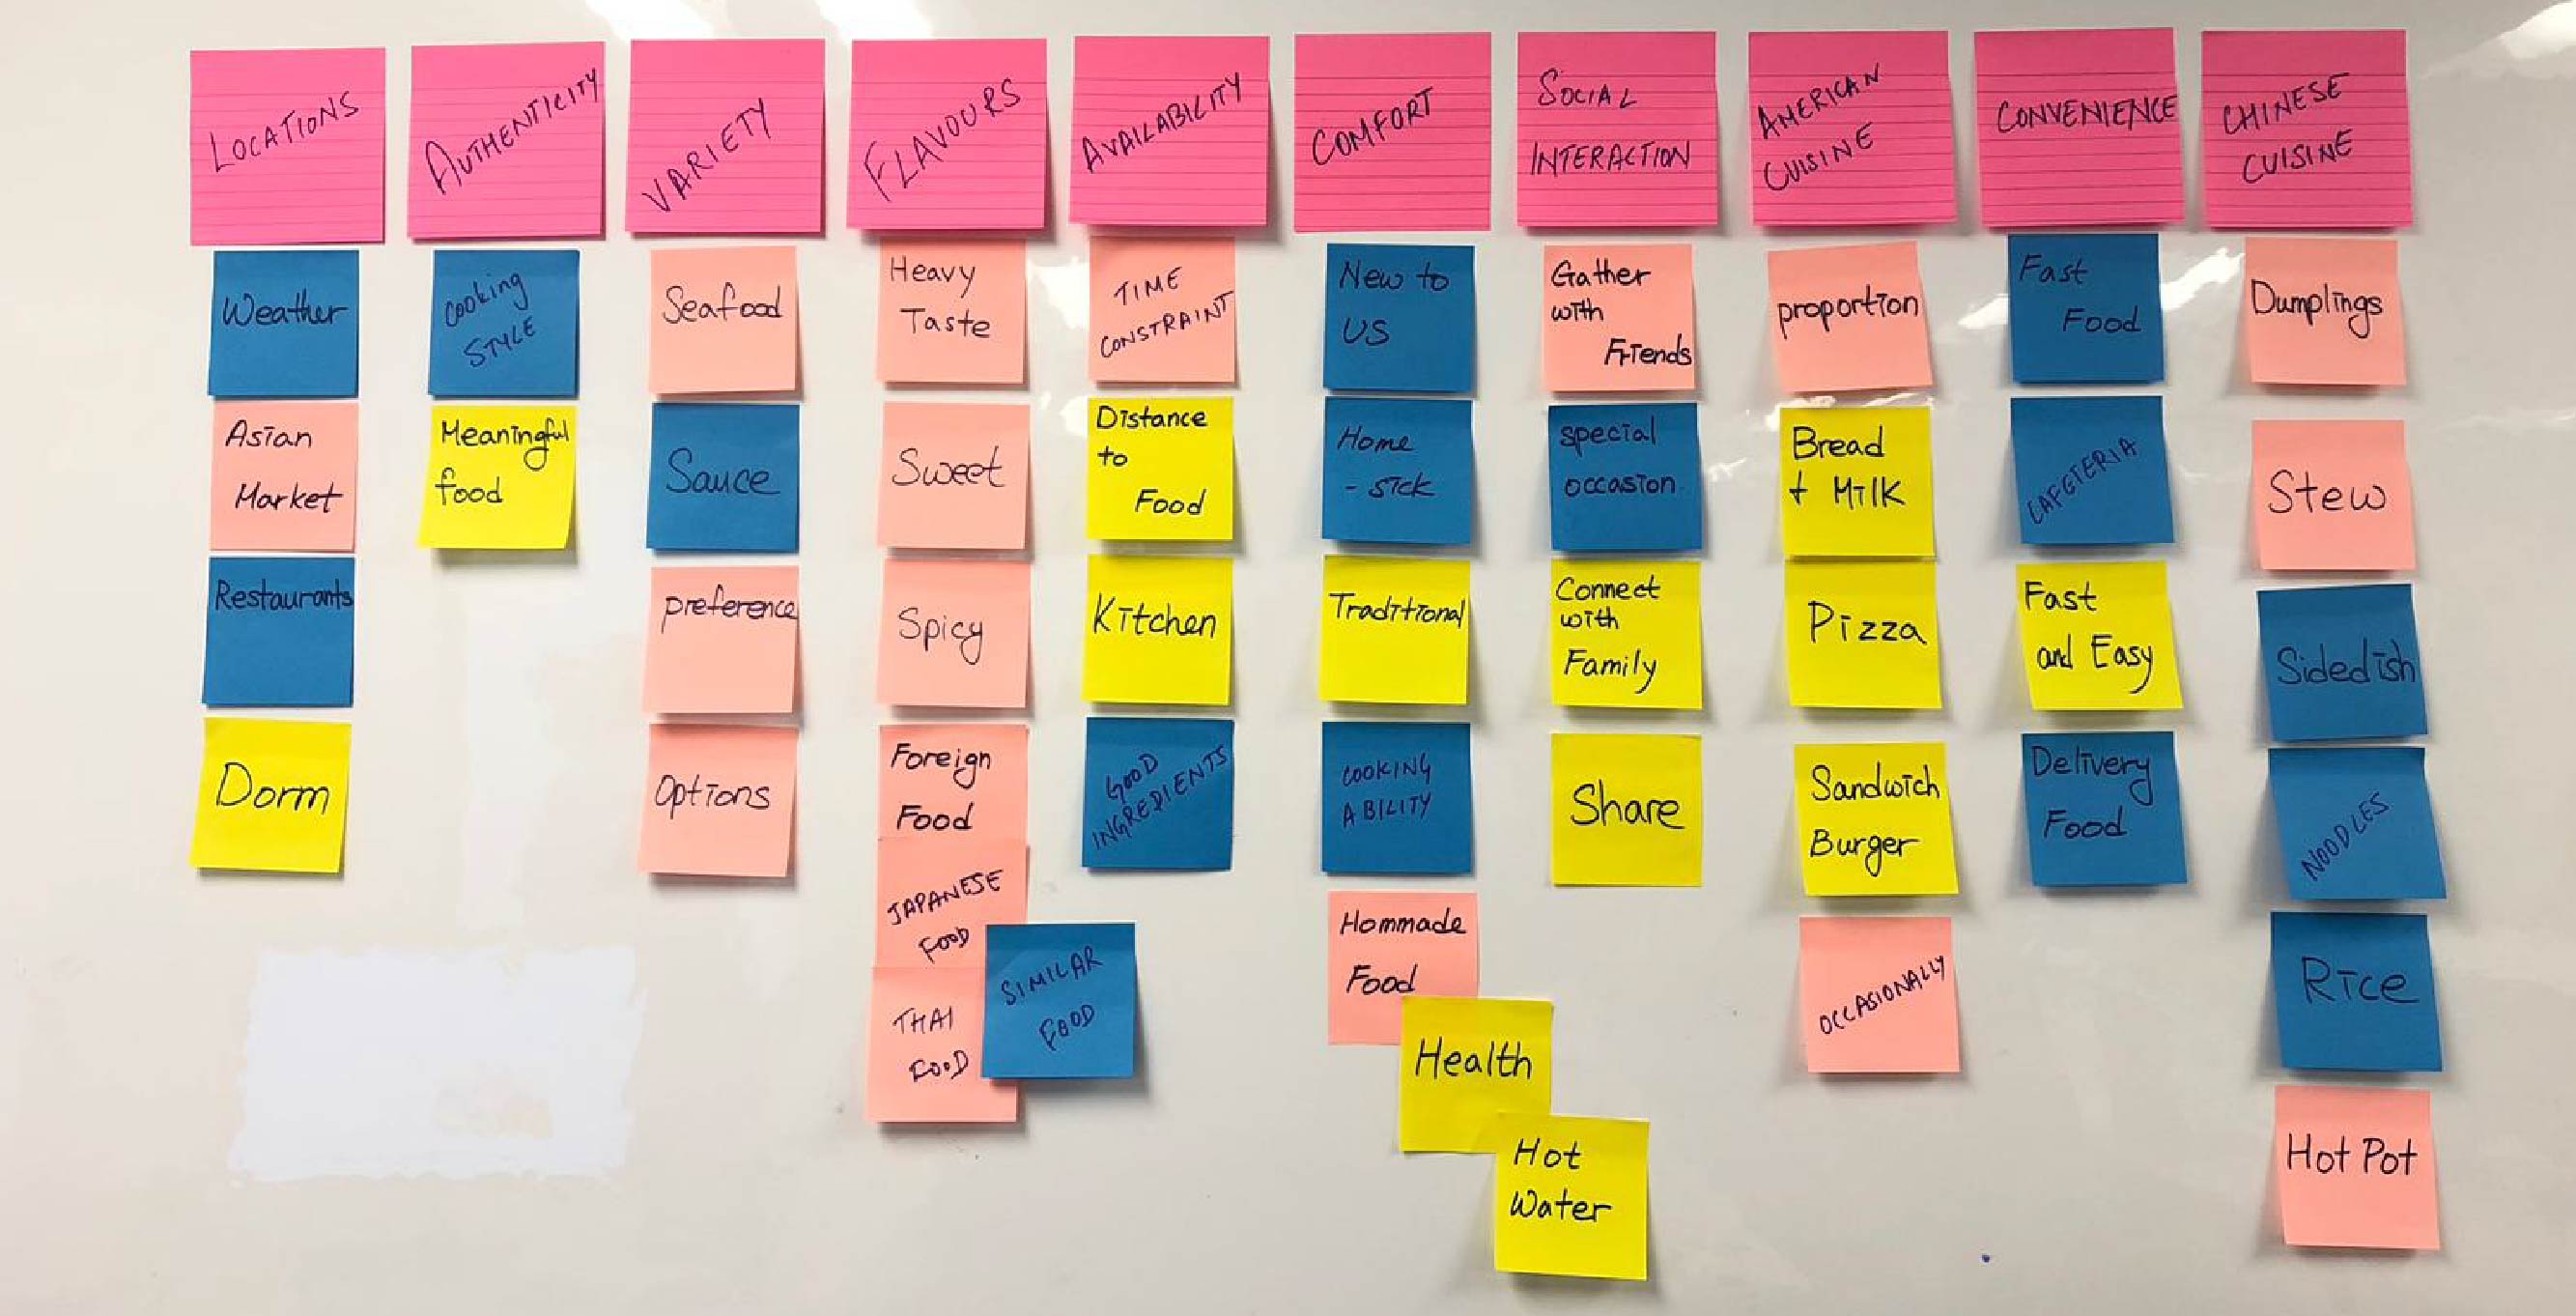 LOCATIONS
Weather
Asian
Market
Restaurants
Dorm
AUTHENTICITY
Cooking
STYLE
Meaningful
food
VARIETY
Seafood
Sauce
preference
Options
FLAVOURS
Heavy
Taste
Sweet
Spicy
Foreign
Food
JAPANESE
FOOD
THAI
FOOD
SIMILAR
FOOD
AVAILABILITY
TIME
CONSTRAINT
Distance
to
Food
Kitchen
GOOD
INGREDIENTS
COMFORT
New to
US
Home
- sick
Traditional
COOKING
ABILITY
Hommade
Food
Health
Hot
Water
SOCIAL
INTERACTION
Gather
with
Friends
special
occasion.
Connect
with
Family
Share
AMERICAN
CUISINE
proportion
Bread
+ Milk
Pizza
Sandwich
Burger
OCCASIONALLY
CONVENIENCE
Fast
Food
CAFETERIA
Fast
and Easy
Delivery
Food
CHINESE
CUISINE
Dumplings
Stew
Sidedish
NOODLES
Rice
Hot Pot